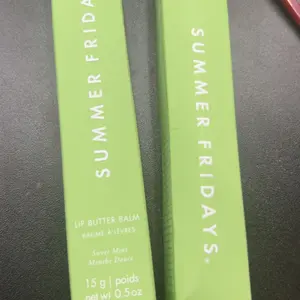 SUMMER FRIDAYS
LIP BUTTER BALM
BAUME À LÈVRES
Sweet Mint
Menthe Douce
15 g | poids
net wt 0.5 oz
SUMMER FRIDAYS®